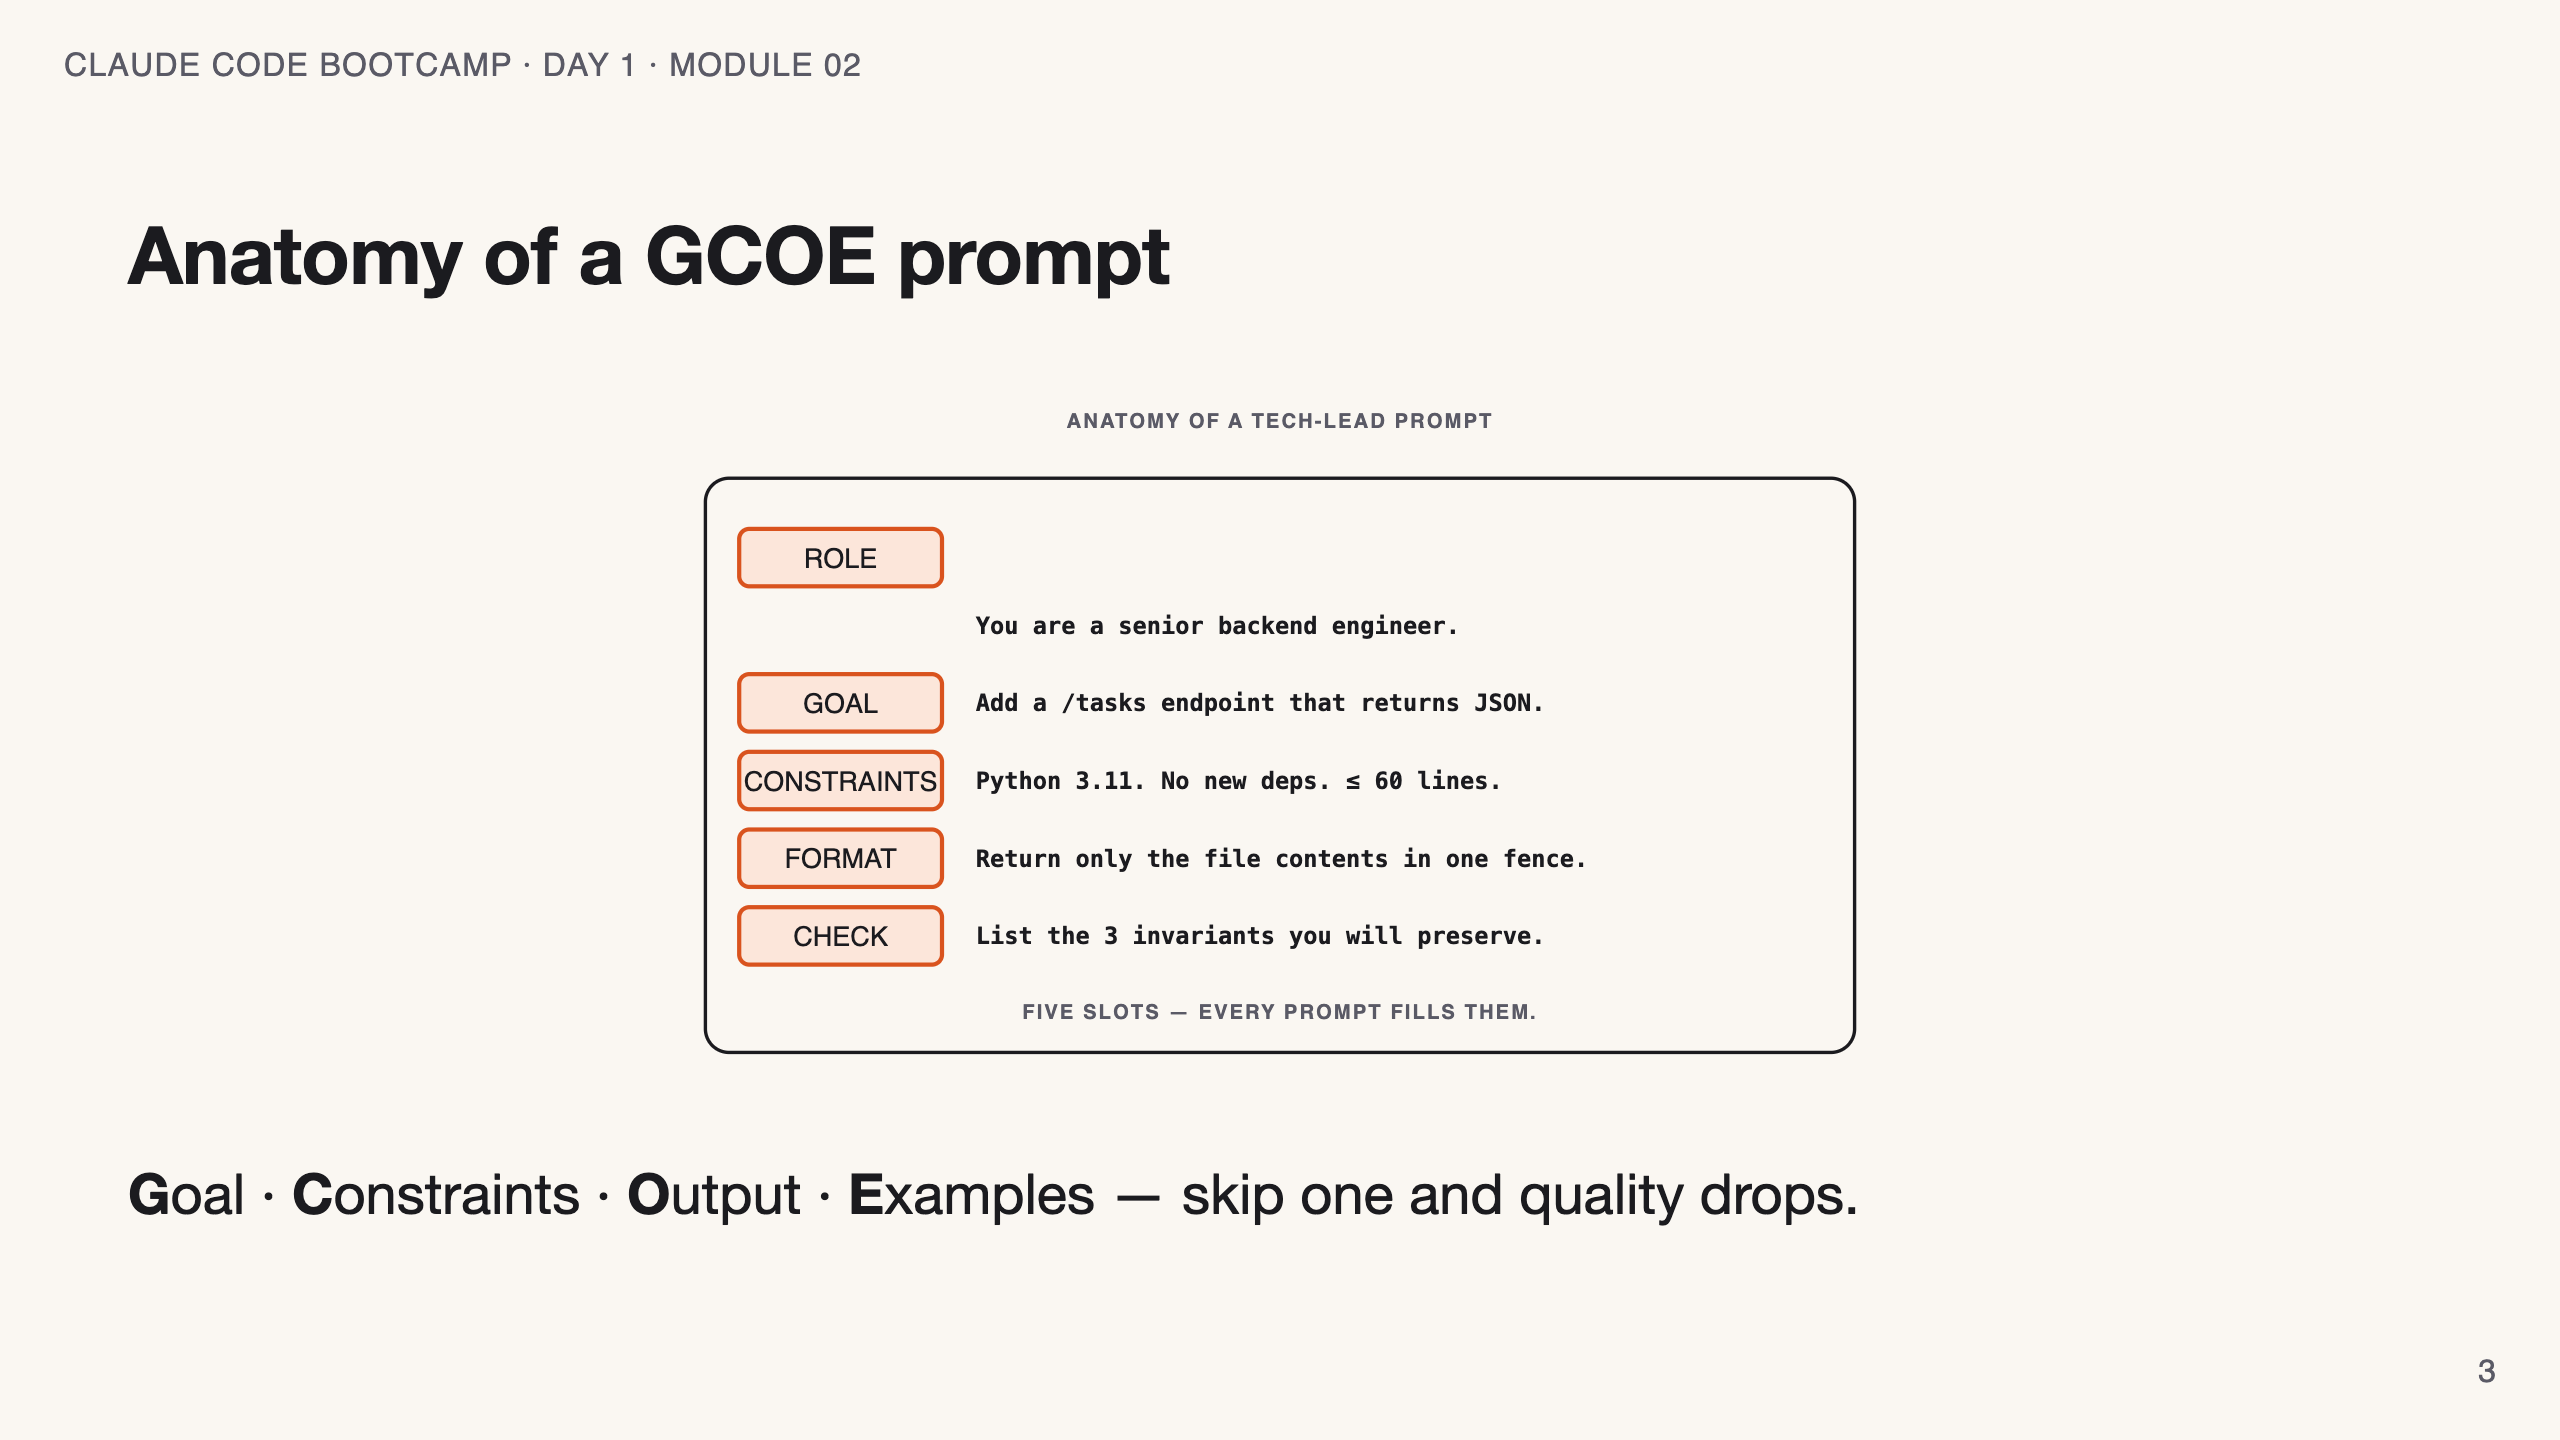 CLAUDE CODE BOOTCAMP · DAY 1 · MODULE 02
Anatomy of a GCOE prompt
ANATOMY OF A TECH-LEAD PROMPT
ROLE
You are a senior backend engineer.
GOAL Add a /tasks endpoint that returns JSON.
CONSTRAINTS Python 3.11. No new deps. ≤ 60 lines.
FORMAT Return only the file contents in one fence.
CHECK List the 3 invariants you will preserve.
FIVE SLOTS — EVERY PROMPT FILLS THEM.
Goal · Constraints · Output · Examples — skip one and quality drops.
3